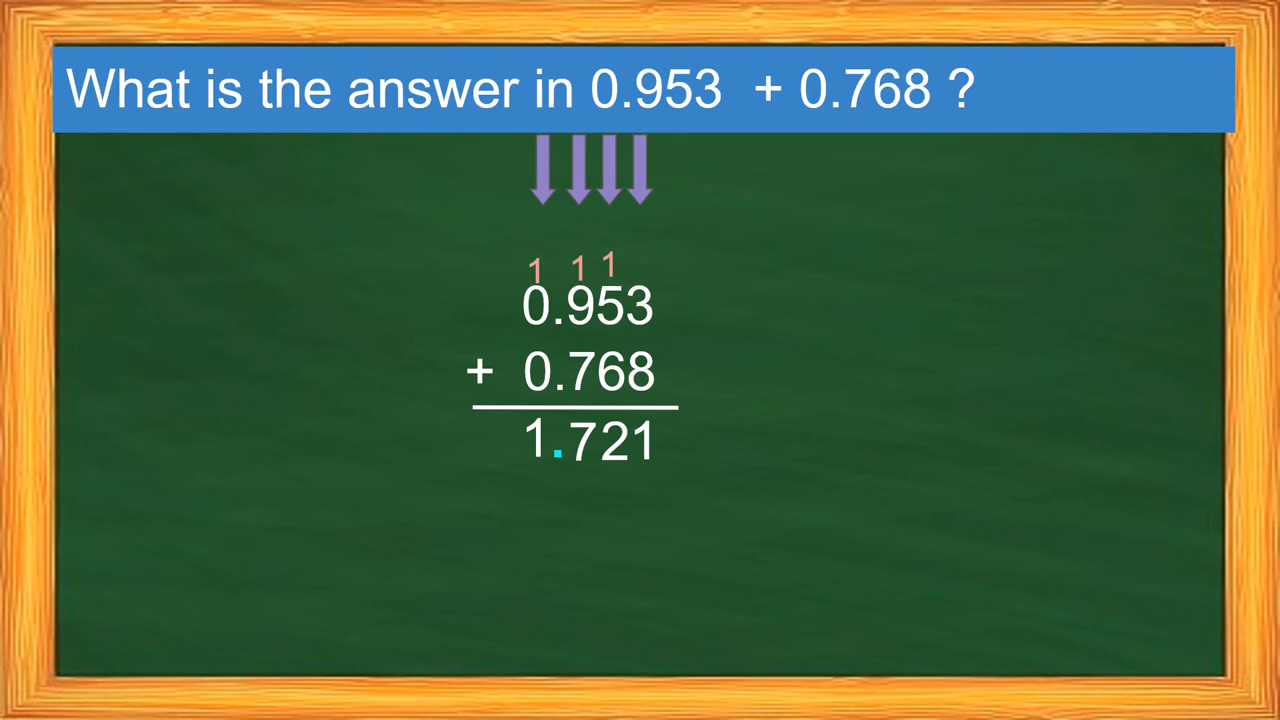 What is the answer in 0.953 + 0.768 ?
1 1 1
0.953
+ 0.768
1.721